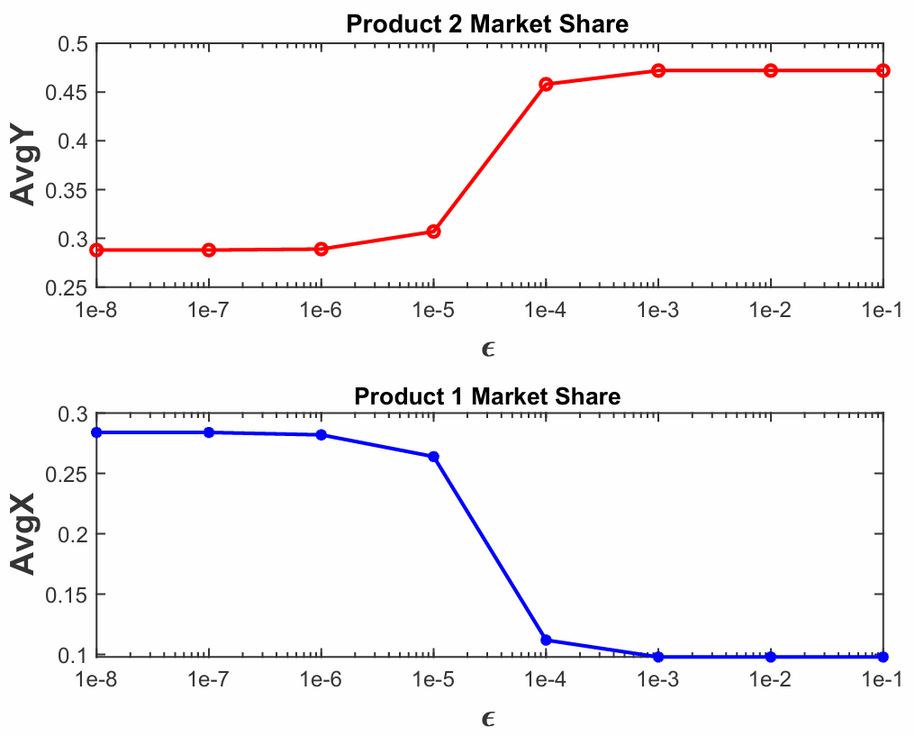 Product 2 Market Share
0.5
0.45
0.4
0.35
0.3
0.25
AvgY
1e-8 1e-7 1e-6 1e-5 1e-4 1e-3 1e-2 1e-1
ϵ
Product 1 Market Share
0.3
0.25
0.2
0.15
0.1
AvgX
1e-8 1e-7 1e-6 1e-5 1e-4 1e-3 1e-2 1e-1
ϵ